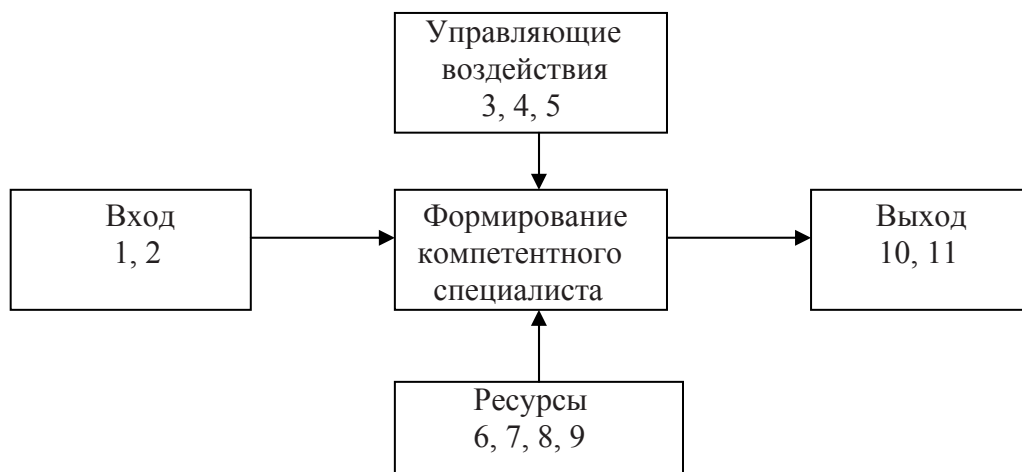 Управляющие
воздействия
3, 4, 5
Вход
1, 2
Формирование
компетентного
специалиста
Выход
10, 11
Ресурсы
6, 7, 8, 9